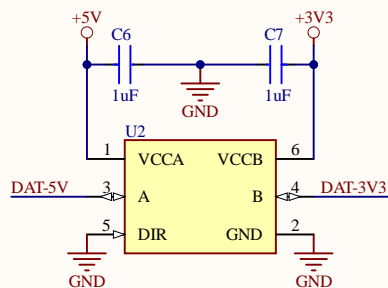 +5V +3V3
C6 C7
1uF GND 1uF
U2
1 VCCA VCCB 6
DAT-5V 3 A B 4 DAT-3V3
5 DIR GND 2
GND GND